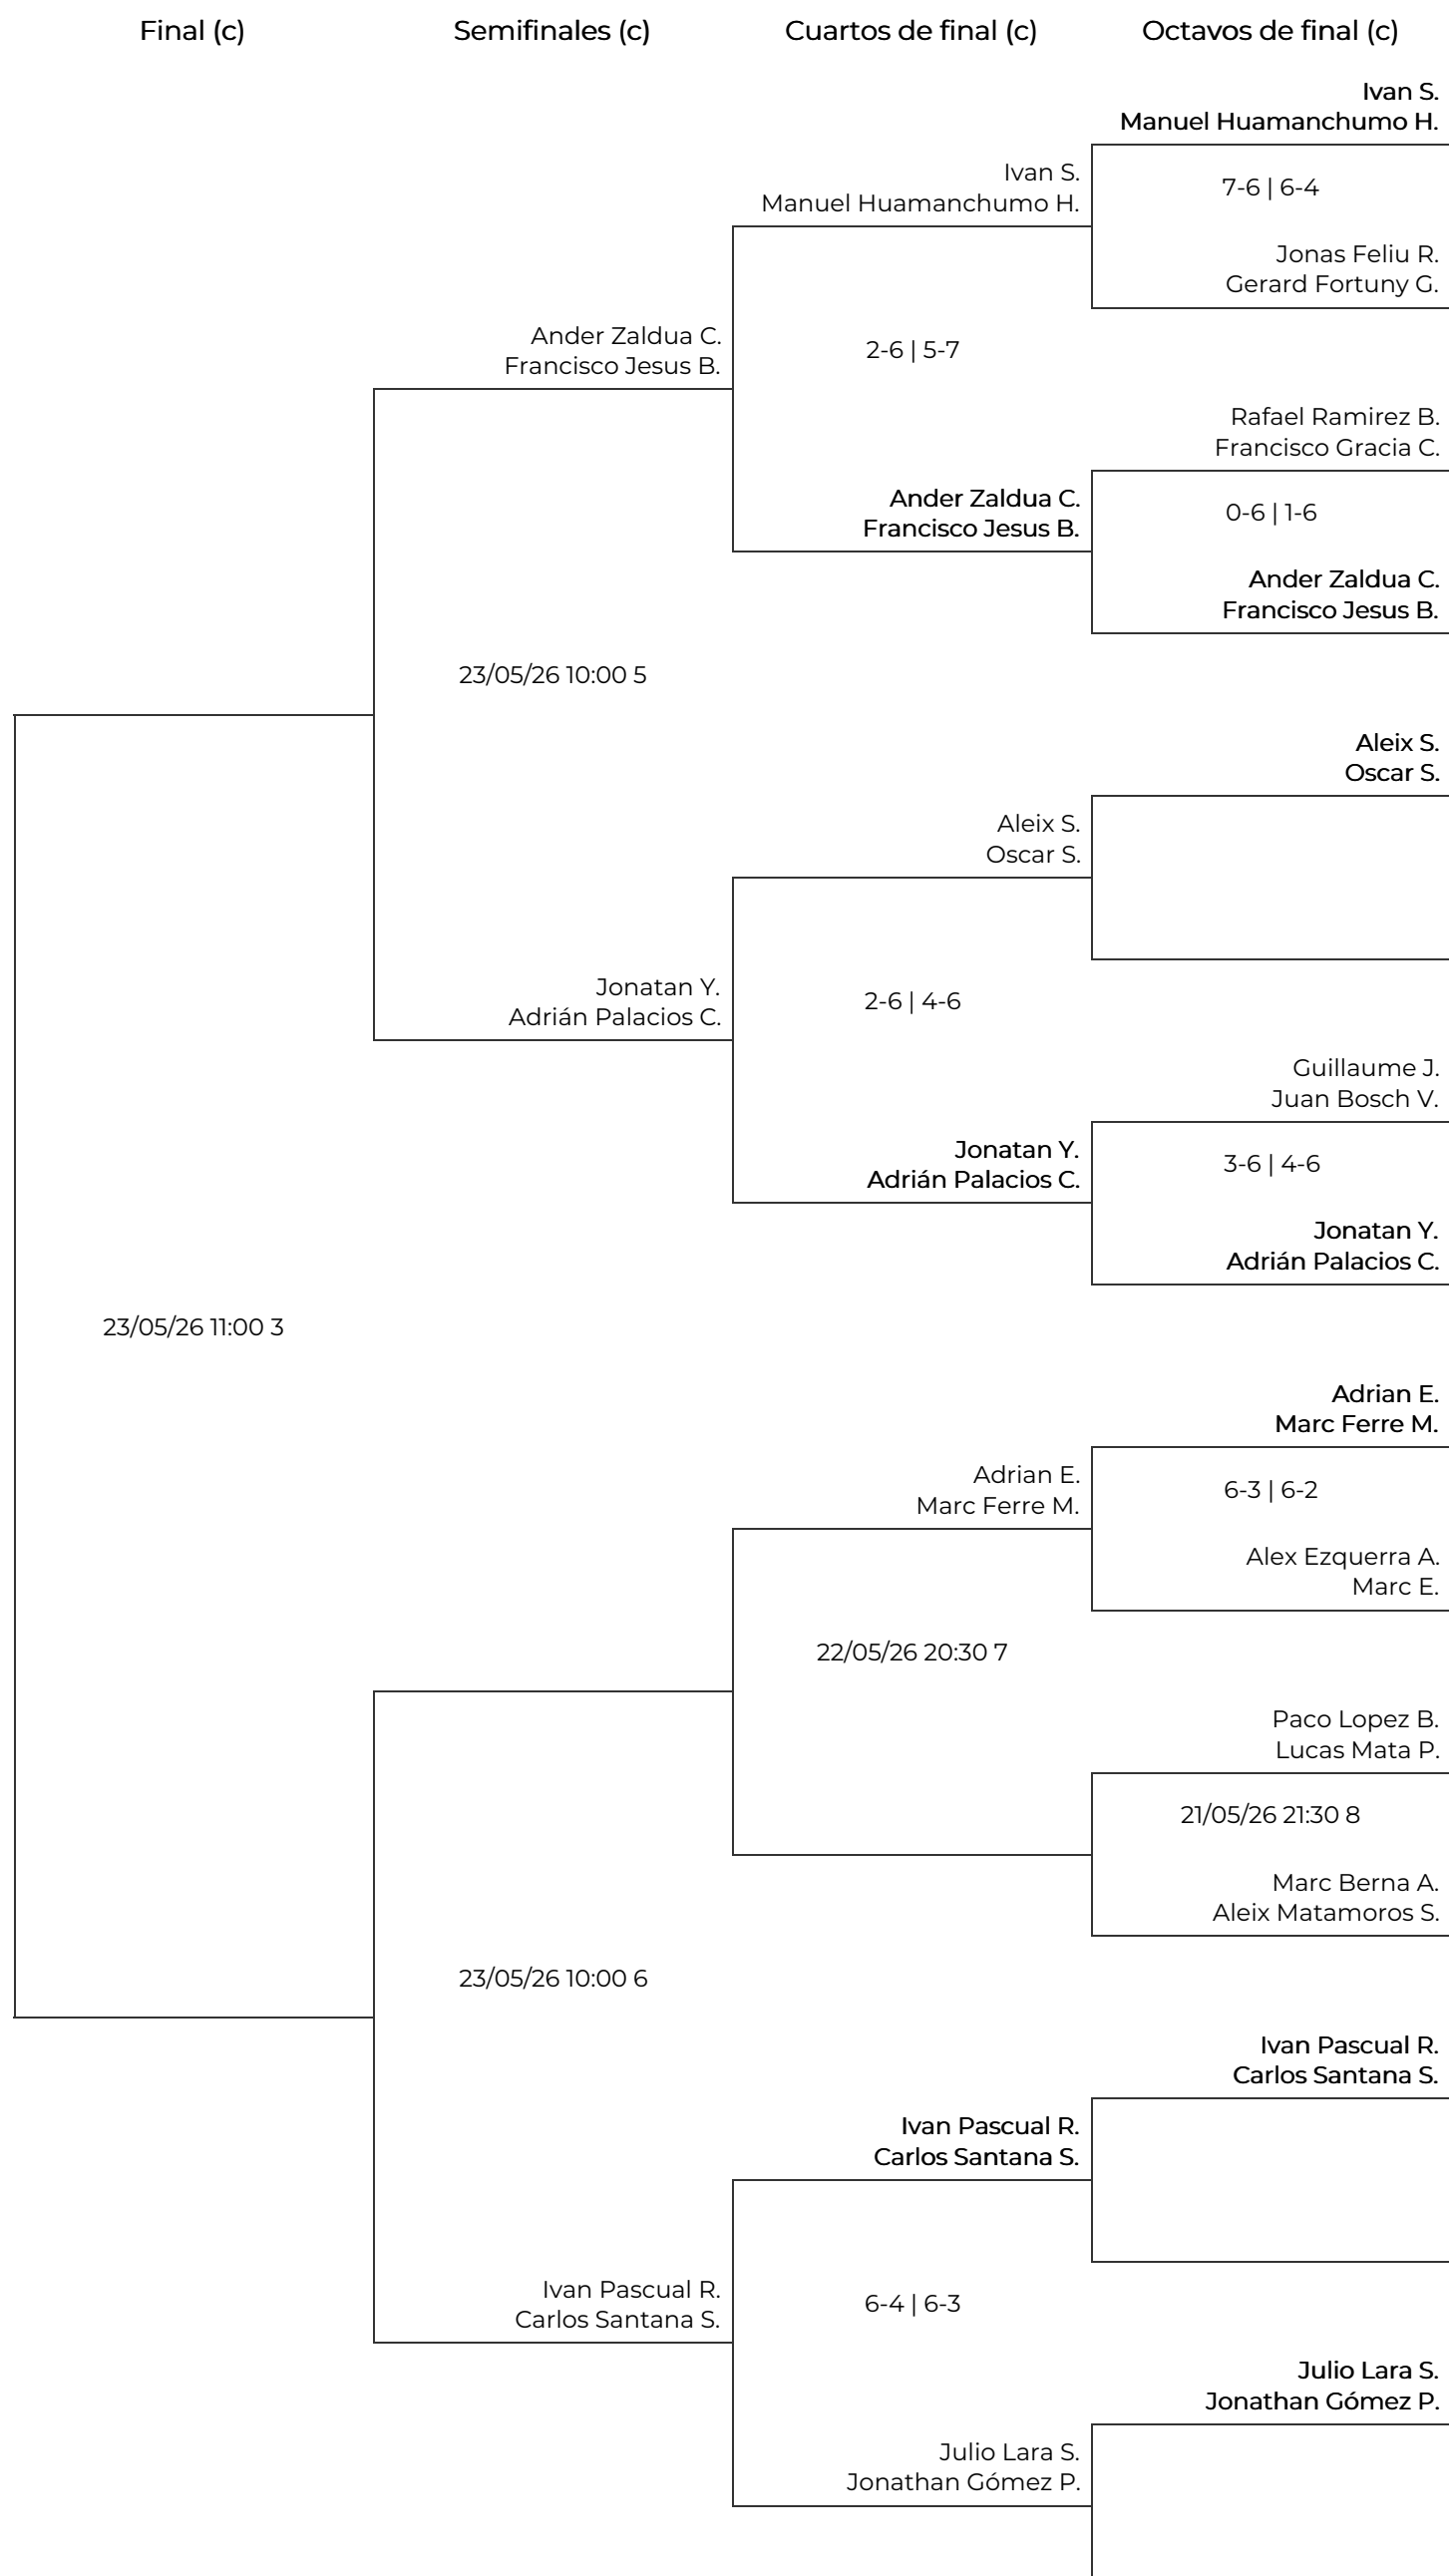 Final (c)
Semifinales (c)
Cuartos de final (c)
Octavos de final (c)
Ivan S.
Manuel Huamanchumo H.
7-6 | 6-4
Jonas Feliu R.
Gerard Fortuny G.
Rafael Ramirez B.
Francisco Gracia C.
0-6 | 1-6
Ander Zaldua C.
Francisco Jesus B.
Aleix S.
Oscar S.
Guillaume J.
Juan Bosch V.
3-6 | 4-6
Jonatan Y.
Adrián Palacios C.
Adrian E.
Marc Ferre M.
6-3 | 6-2
Alex Ezquerra A.
Marc E.
Paco Lopez B.
Lucas Mata P.
21/05/26 21:30 8
Marc Berna A.
Aleix Matamoros S.
Ivan Pascual R.
Carlos Santana S.
Julio Lara S.
Jonathan Gómez P.
Ivan S.
Manuel Huamanchumo H.
2-6 | 5-7
Ander Zaldua C.
Francisco Jesus B.
Aleix S.
Oscar S.
2-6 | 4-6
Jonatan Y.
Adrián Palacios C.
Adrian E.
Marc Ferre M.
22/05/26 20:30 7
Ivan Pascual R.
Carlos Santana S.
6-4 | 6-3
Julio Lara S.
Jonathan Gómez P.
Ander Zaldua C.
Francisco Jesus B.
23/05/26 10:00 5
Jonatan Y.
Adrián Palacios C.
23/05/26 10:00 6
Ivan Pascual R.
Carlos Santana S.
23/05/26 11:00 3